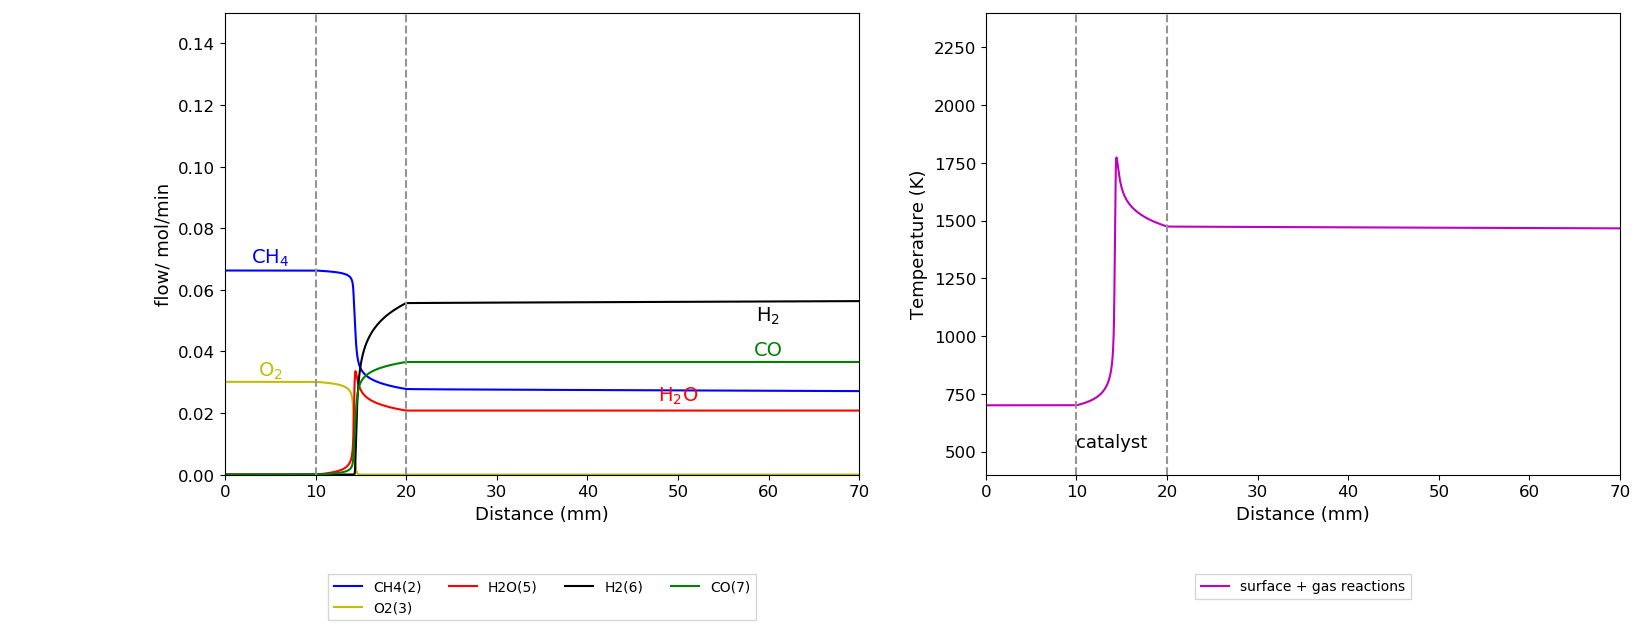 0.14
0.12
0.10
0.08
0.06
0.04
0.02
0.00
flow/ mol/min
CH₄
O₂
H₂
CO
H₂O
0 10 20 30 40 50 60 70
Distance (mm)
CH4(2) H2O(5) H2(6) CO(7)
O2(3)
2250
2000
1750
1500
1250
1000
750
500
Temperature (K)
catalyst
0 10 20 30 40 50 60 70
Distance (mm)
surface + gas reactions